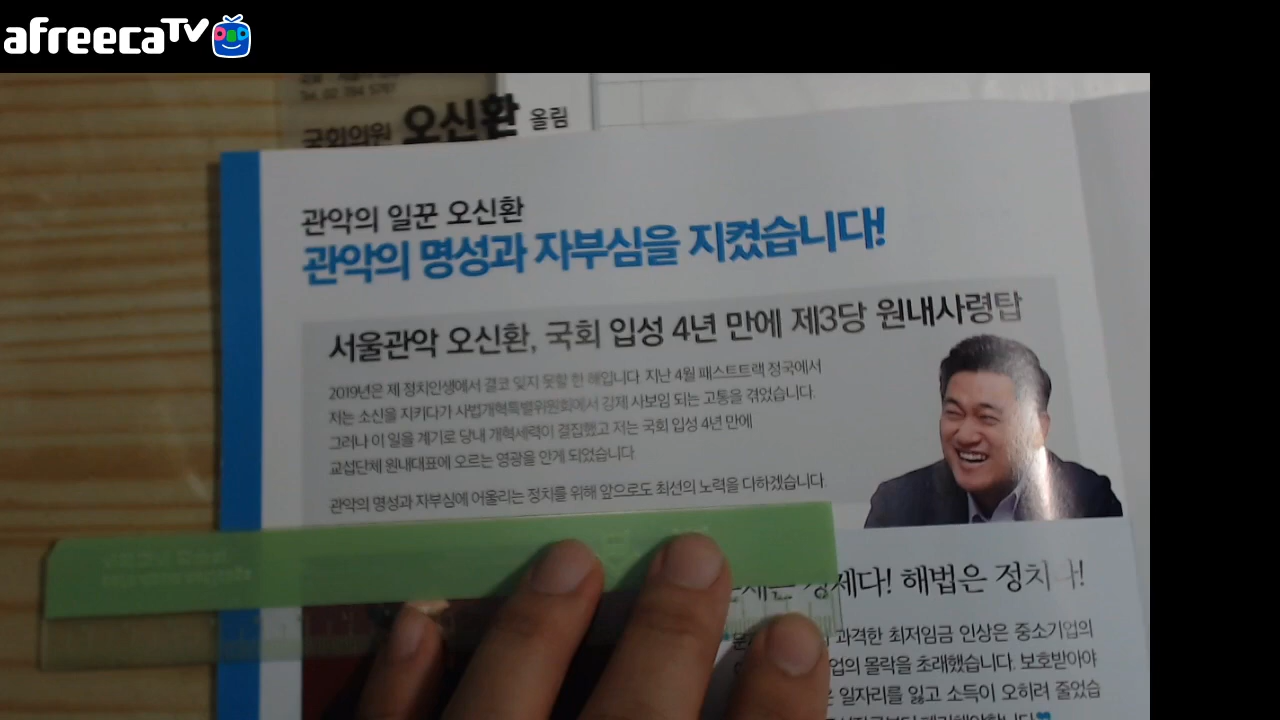 afreecaTV
Tel. 02 784 5797
국회의원 오신환 올림
관악의 일꾼 오신환
관악의 명성과 자부심을 지켰습니다!
서울관악 오신환, 국회 입성 4년 만에 제3당 원내사령탑
2019년은 제 정치인생에서 결코 잊지 못할 한 해입니다. 지난 4월 패스트트랙 정국에서
저는 소신을 지키다가 사법개혁특별위원회에서 강제 사보임 되는 고통을 겪었습니다.
그러나 이 일을 계기로 당내 개혁세력이 결집했고 저는 국회 입성 4년 만에
교섭단체 원내대표에 오르는 영광을 안게 되었습니다.
관악의 명성과 자부심에 어울리는 정치를 위해 앞으로도 최선의 노력을 다하겠습니다.
경제다! 해법은 정치다!
과격한 최저임금 인상은 중소기업의
업의 몰락을 초래했습니다. 보호받아야
일자리를 잃고 소득이 오히려 줄었습